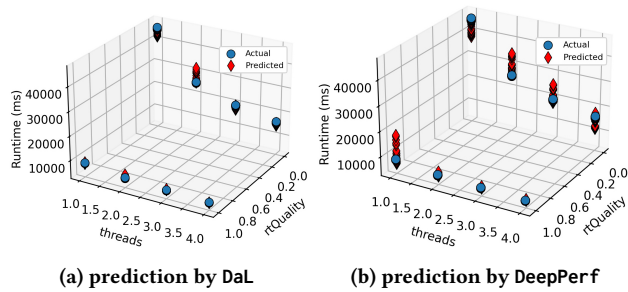 Actual
Predicted
Runtime (ms)
40000
30000
20000
10000
1.0
1.5
2.0
2.5
3.0
3.5
4.0
threads
0.0
0.2
0.4
0.6
0.8
1.0
rtQuality
(a) prediction by DaL
Actual
Predicted
Runtime (ms)
40000
30000
20000
10000
1.0
1.5
2.0
2.5
3.0
3.5
4.0
threads
0.0
0.2
0.4
0.6
0.8
1.0
rtQuality
(b) prediction by DeepPerf